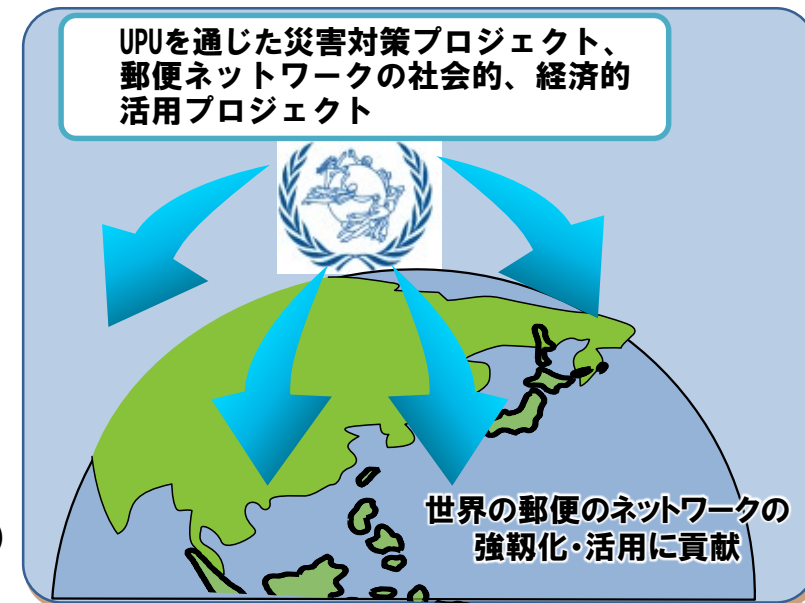 UPUを通じた災害対策プロジェクト、
郵便ネットワークの社会的、経済的
活用プロジェクト
世界の郵便のネットワークの
強靱化・活用に貢献
)